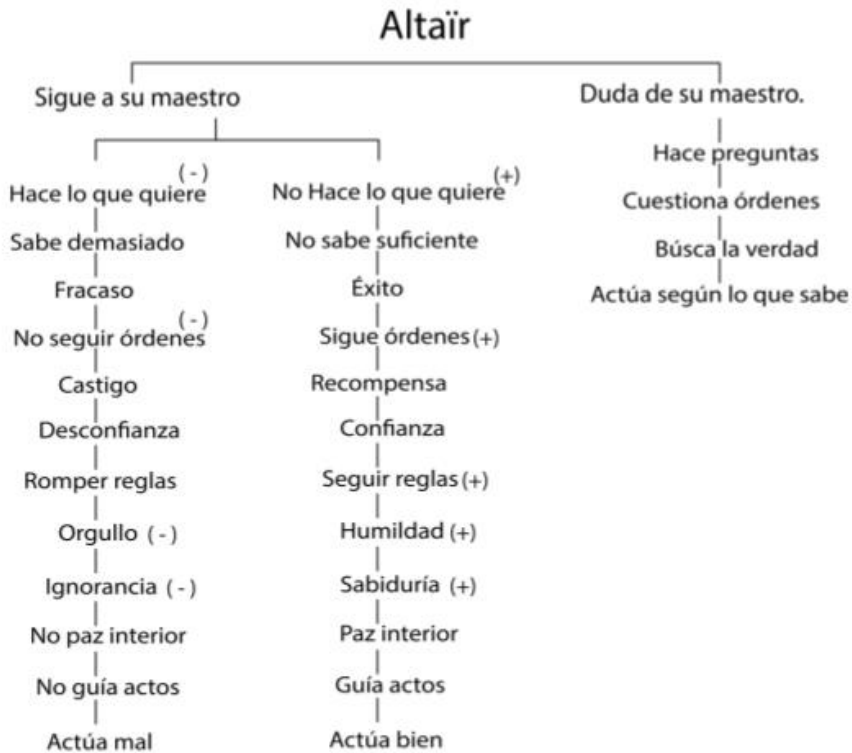 Altaïr
Sigue a su maestro
Duda de su maestro.
Hace preguntas
Cuestiona órdenes
Búsca la verdad
Actúa según lo que sabe
Hace lo que quiere (-)
Sabe demasiado
Fracaso
No seguir órdenes (-)
Castigo
Desconfianza
Romper reglas
Orgullo (-)
Ignorancia (-)
No paz interior
No guía actos
Actúa mal
No Hace lo que quiere (+)
No sabe suficiente
Éxito
Sigue órdenes (+)
Recompensa
Confianza
Seguir reglas (+)
Humildad (+)
Sabiduría (+)
Paz interior
Guía actos
Actúa bien